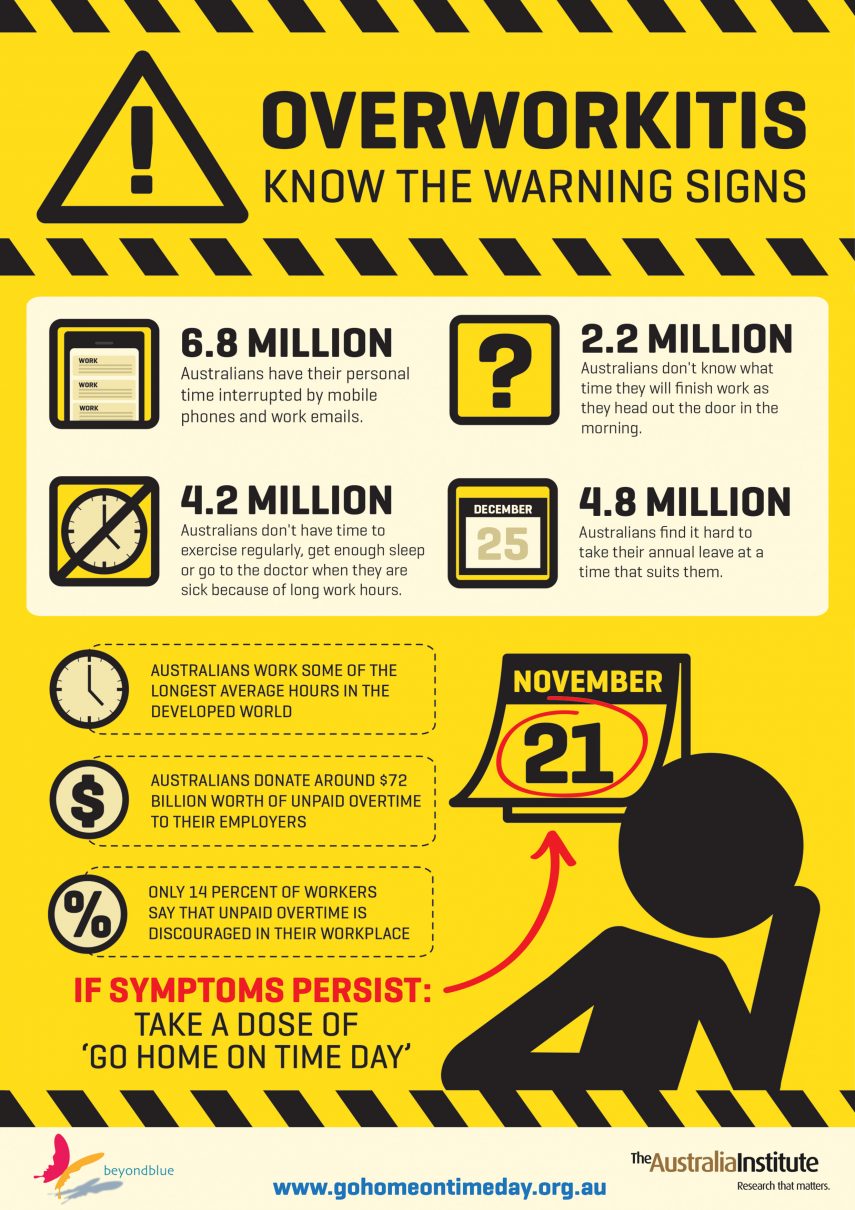 !
OVERWORKITIS
KNOW THE WARNING SIGNS
WORK
WORK
WORK
6.8 MILLION
Australians have their personal
time interrupted by mobile
phones and work emails.
?
2.2 MILLION
Australians don't know what
time they will finish work as
they head out the door in the
morning.
4.2 MILLION
Australians don't have time to
exercise regularly, get enough sleep
or go to the doctor when they are
sick because of long work hours.
DECEMBER
25
4.8 MILLION
Australians find it hard to
take their annual leave at a
time that suits them.
AUSTRALIANS WORK SOME OF THE
LONGEST AVERAGE HOURS IN THE
DEVELOPED WORLD
$
AUSTRALIANS DONATE AROUND $72
BILLION WORTH OF UNPAID OVERTIME
TO THEIR EMPLOYERS
%
ONLY 14 PERCENT OF WORKERS
SAY THAT UNPAID OVERTIME IS
DISCOURAGED IN THEIR WORKPLACE
NOVEMBER
21
IF SYMPTOMS PERSIST:
TAKE A DOSE OF
‘GO HOME ON TIME DAY’
beyondblue
www.gohomeontimeday.org.au
TheAustraliaInstitute
Research that matters.